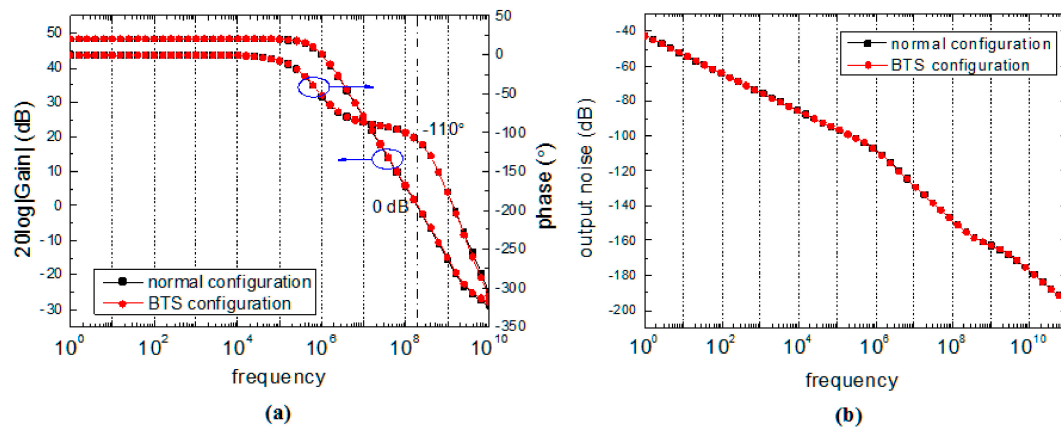 20log|Gain| (dB)
50
40
30
20
10
0
-10
-20
-30
50
0
-50
-100
-150
-200
-250
-300
-350
phase (°)
-110°
0 dB
normal configuration
BTS configuration
10^0 10^2 10^4 10^6 10^8 10^10
frequency
(a)
output noise (dB)
-40
-60
-80
-100
-120
-140
-160
-180
-200
normal configuration
BTS configuration
10^0 10^2 10^4 10^6 10^8 10^10
frequency
(b)